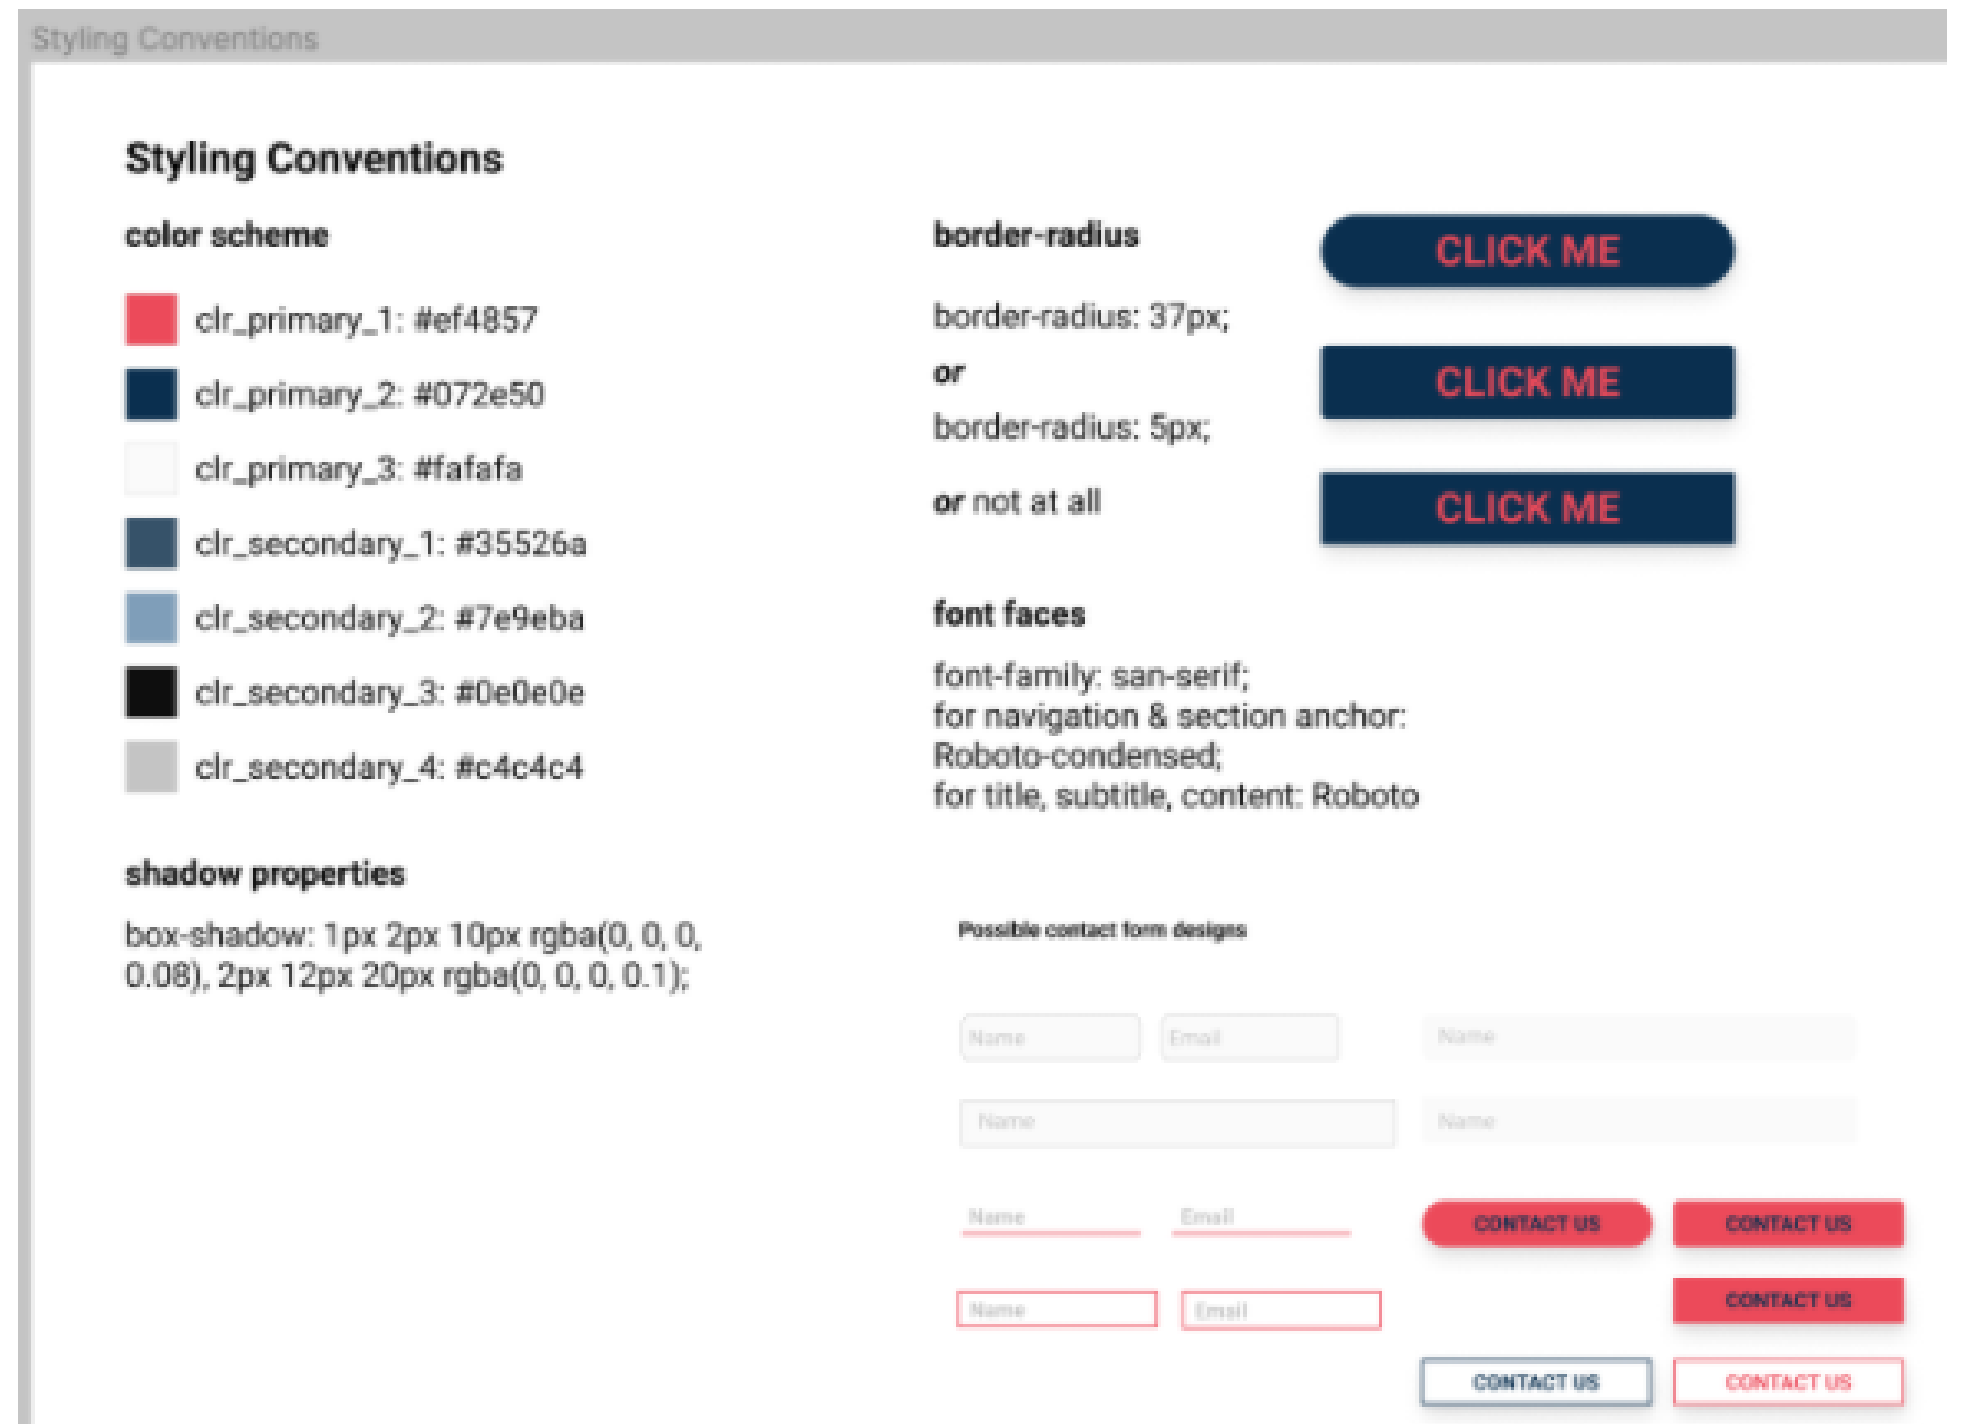 Styling Conventions
Styling Conventions
color scheme
clr_primary_1: #ef4857
clr_primary_2: #072e50
clr_primary_3: #fafafa
clr_secondary_1: #35526a
clr_secondary_2: #7e9eba
clr_secondary_3: #0e0e0e
clr_secondary_4: #c4c4c4
shadow properties
box-shadow: 1px 2px 10px rgba(0, 0, 0,
0.08), 2px 12px 20px rgba(0, 0, 0, 0.1);
border-radius
border-radius: 37px;
or
border-radius: 5px;
or not at all
CLICK ME
CLICK ME
CLICK ME
font faces
font-family: san-serif;
for navigation & section anchor:
Roboto-condensed;
for title, subtitle, content: Roboto
Possible contact form designs
Name
Email
Name
Name
Name
Name
Email
CONTACT US
CONTACT US
Name
Email
CONTACT US
CONTACT US
CONTACT US